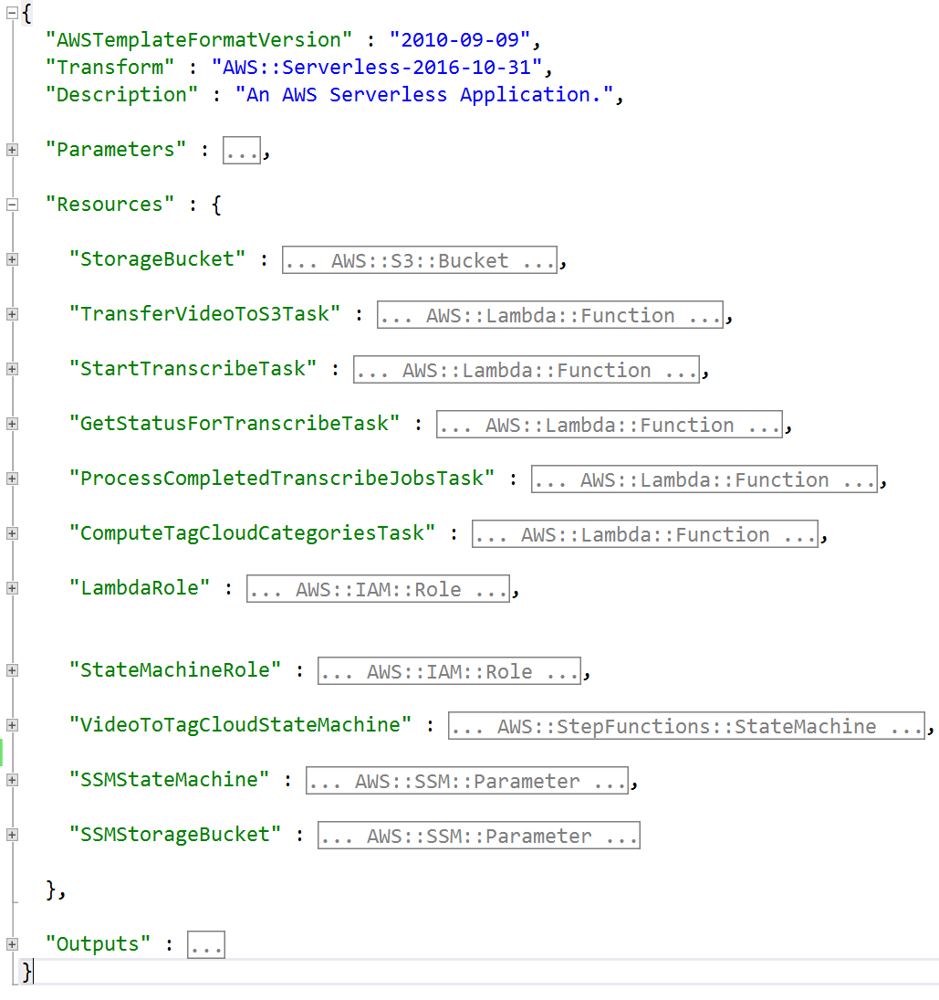 {
"AWSTemplateFormatVersion" : "2010-09-09",
"Transform" : "AWS::Serverless-2016-10-31",
"Description" : "An AWS Serverless Application.",
"Parameters" : ...,
"Resources" : {
"StorageBucket" : ... AWS::S3::Bucket ...,
"TransferVideoToS3Task" : ... AWS::Lambda::Function ...,
"StartTranscribeTask" : ... AWS::Lambda::Function ...,
"GetStatusForTranscribeTask" : ... AWS::Lambda::Function ...,
"ProcessCompletedTranscribeJobsTask" : ... AWS::Lambda::Function ...,
"ComputeTagCloudCategoriesTask" : ... AWS::Lambda::Function ...,
"LambdaRole" : ... AWS::IAM::Role ...,
"StateMachineRole" : ... AWS::IAM::Role ...,
"VideoToTagCloudStateMachine" : ... AWS::StepFunctions::StateMachine ...,
"SSMStateMachine" : ... AWS::SSM::Parameter ...,
"SSMStorageBucket" : ... AWS::SSM::Parameter ...
},
"Outputs" : ...
}